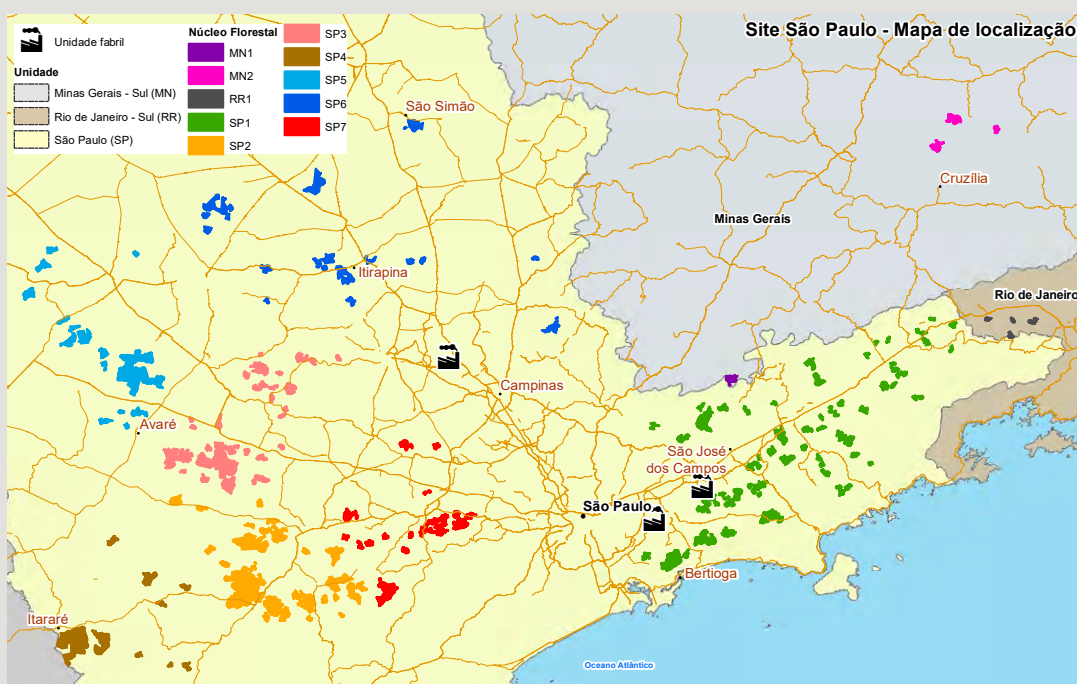 Site São Paulo - Mapa de localização
Unidade fabril
Unidade
Minas Gerais - Sul (MN)
Rio de Janeiro - Sul (RR)
São Paulo (SP)
Núcleo Florestal
MN1
MN2
RR1
SP1
SP2
SP3
SP4
SP5
SP6
SP7
São Simão
Cruzília
Minas Gerais
Itirapina
Rio de Janeiro
Campinas
Avaré
São José
dos Campos
São Paulo
Bertioga
Itararé
Oceano Atlântico